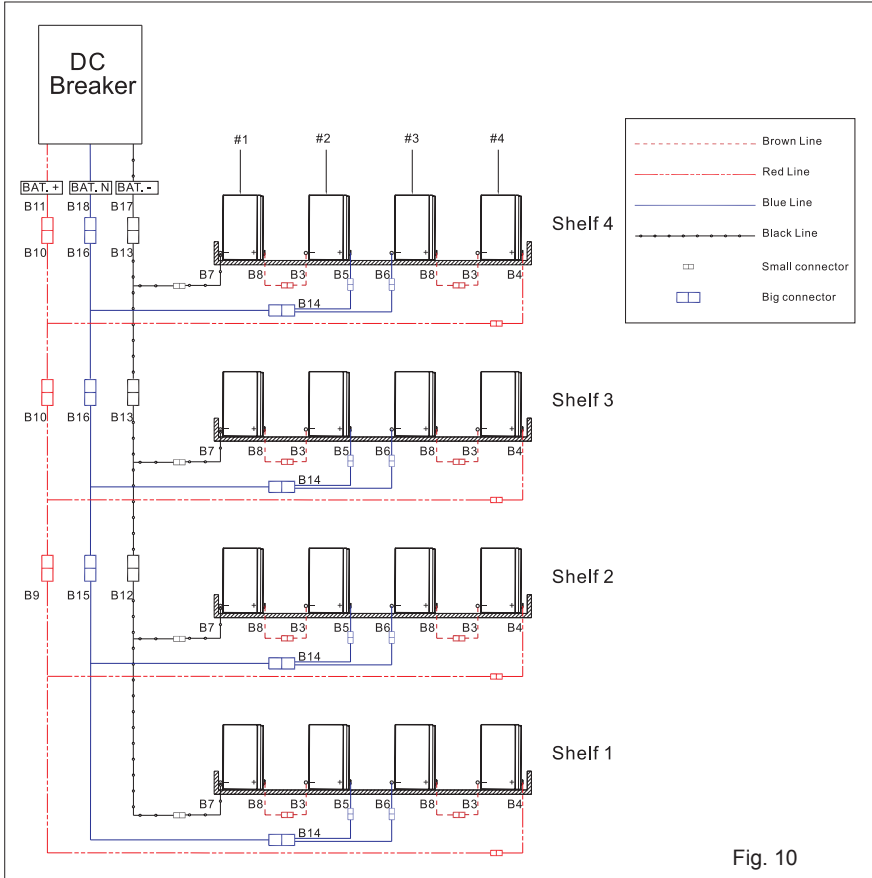 DC
Breaker
#1 #2 #3 #4
Brown Line
Red Line
Blue Line
Black Line
Small connector
Big connector
BAT. + BAT. N BAT. -
B11 B18 B17
Shelf 4
B10 B16 B13
B7 B8 B3 B5 B6 B8 B3 B4
B14
Shelf 3
B10 B16 B13
B7 B8 B3 B5 B6 B8 B3 B4
B14
Shelf 2
B9 B15 B12
B7 B8 B3 B5 B6 B8 B3 B4
B14
Shelf 1
B7 B8 B3 B5 B6 B8 B3 B4
B14
Fig. 10